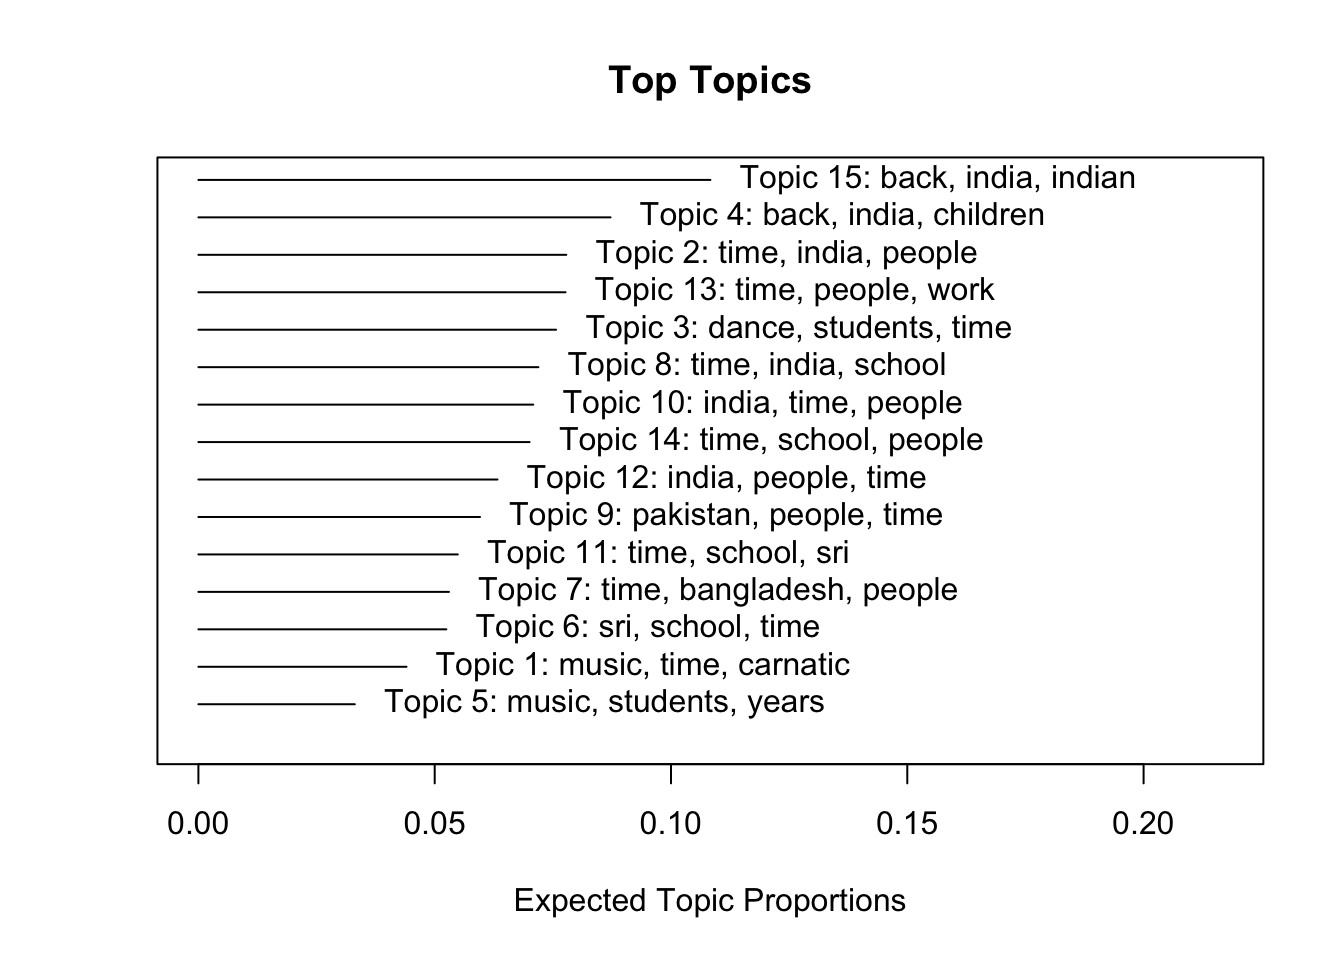 Top Topics
Topic 15: back, india, indian
Topic 4: back, india, children
Topic 2: time, india, people
Topic 13: time, people, work
Topic 3: dance, students, time
Topic 8: time, india, school
Topic 10: india, time, people
Topic 14: time, school, people
Topic 12: india, people, time
Topic 9: pakistan, people, time
Topic 11: time, school, sri
Topic 7: time, bangladesh, people
Topic 6: sri, school, time
Topic 1: music, time, carnatic
Topic 5: music, students, years
0.00 0.05 0.10 0.15 0.20
Expected Topic Proportions